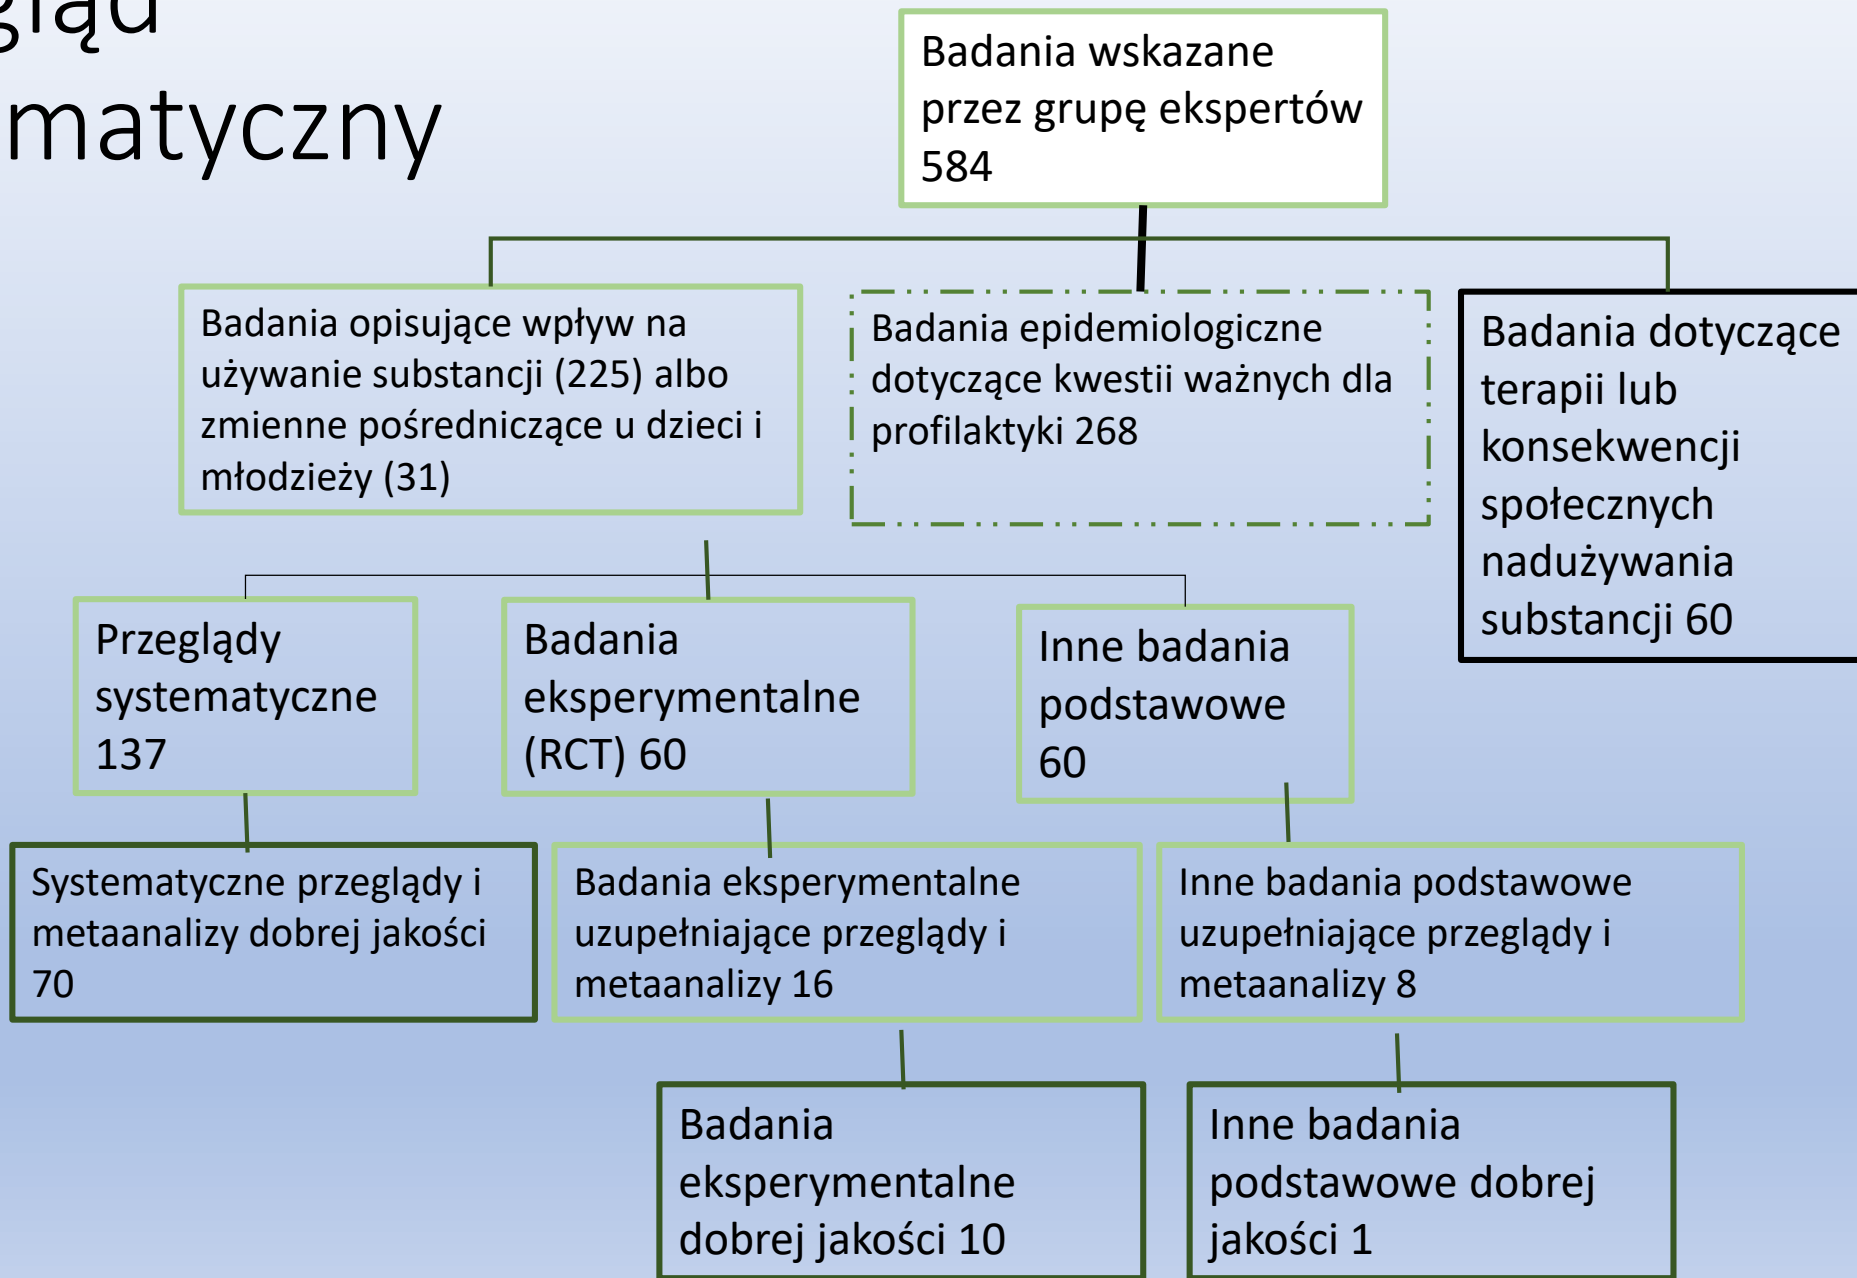 gląd
matyczny
Badania wskazane
przez grupę ekspertów
584
Badania opisujące wpływ na
używanie substancji (225) albo
zmienne pośredniczące u dzieci i
młodzieży (31)
Badania epidemiologiczne
dotyczące kwestii ważnych dla
profilaktyki 268
Badania dotyczące
terapii lub
konsekwencji
społecznych
nadużywania
substancji 60
Przeglądy
systematyczne
137
Badania
eksperymentalne
(RCT) 60
Inne badania
podstawowe
60
Systematyczne przeglądy i
metaanalizy dobrej jakości
70
Badania eksperymentalne
uzupełniające przeglądy i
metaanalizy 16
Inne badania podstawowe
uzupełniające przeglądy i
metaanalizy 8
Badania
eksperymentalne
dobrej jakości 10
Inne badania
podstawowe dobrej
jakości 1